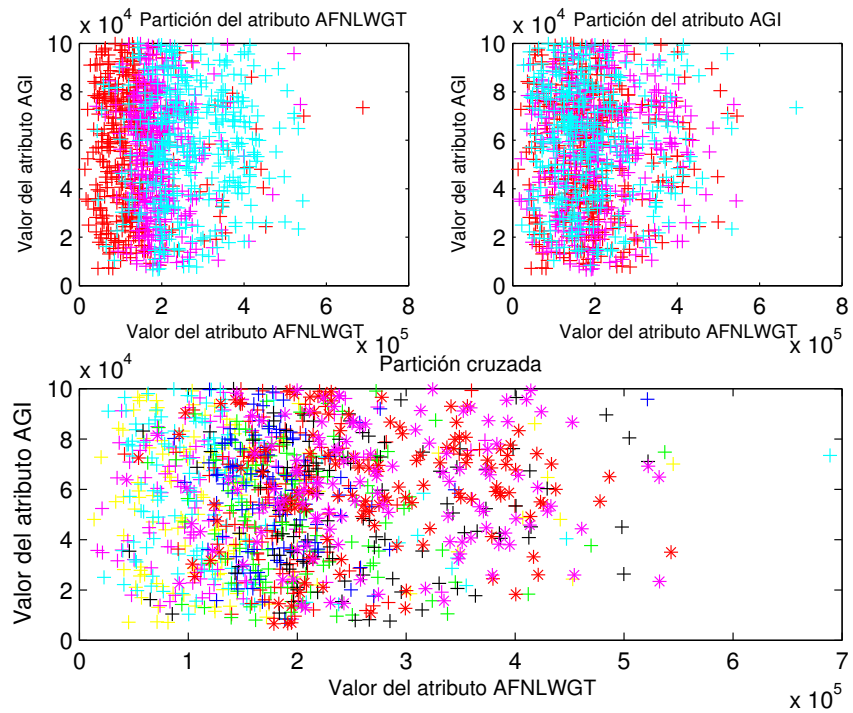 x 10^4
Partición del atributo AFNLWGT
10
8
6
4
2
0
Valor del atributo AGI
0 2 4 6 8
Valor del atributo AFNLWGT
x 10^5
x 10^4
Partición del atributo AGI
10
8
6
4
2
0
Valor del atributo AGI
0 2 4 6 8
Valor del atributo AFNLWGT
x 10^5
x 10^4
Partición cruzada
10
8
6
4
2
0
Valor del atributo AGI
0 1 2 3 4 5 6 7
Valor del atributo AFNLWGT
x 10^5